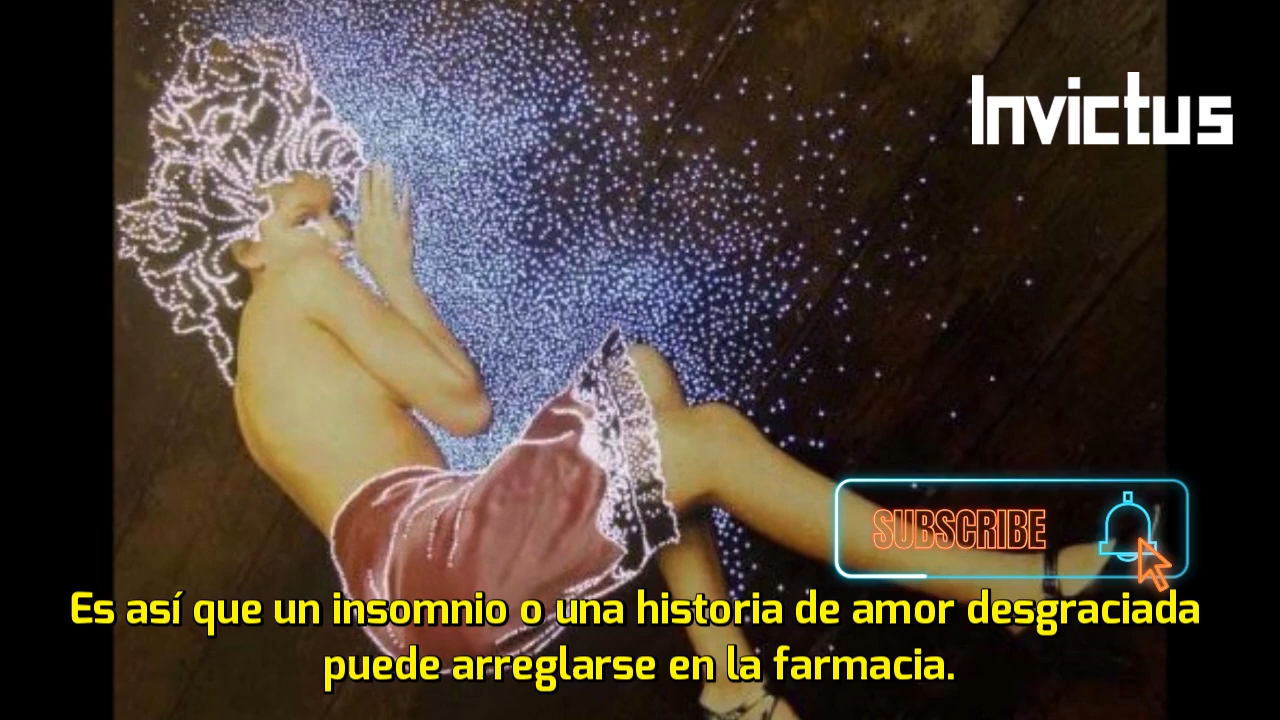 Invictus
SUBSCRIBE
Es así que un insomnio o una historia de amor desgraciada
puede arreglarse en la farmacia.